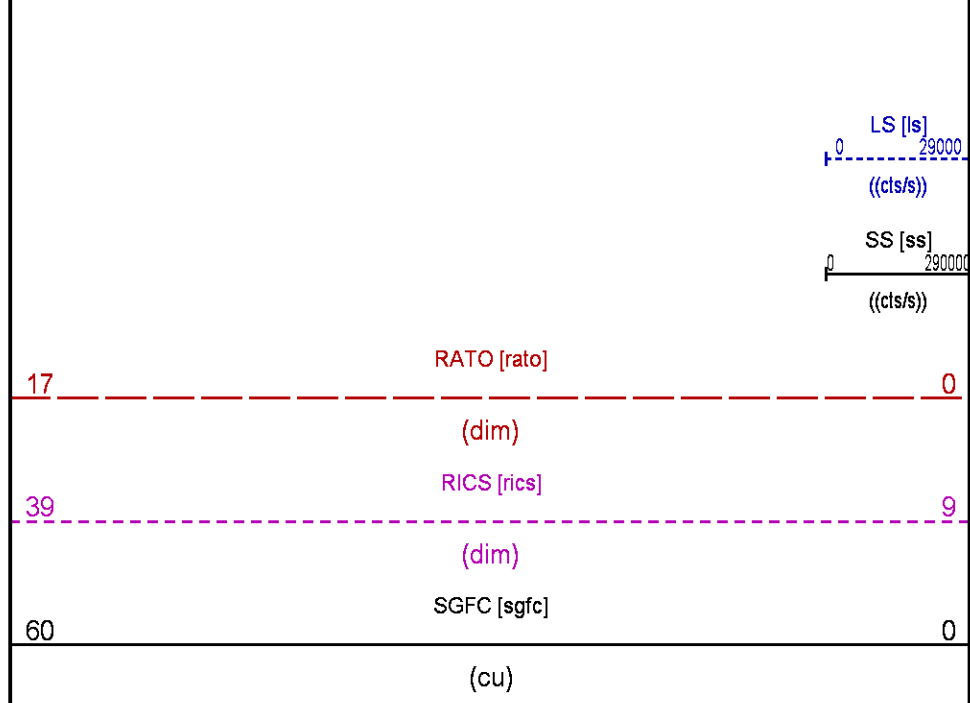 LS [ls]
0 29000
((cts/s))
SS [ss]
0 290000
((cts/s))
RATO [rato]
17 0
(dim)
RICS [rics]
39 9
(dim)
SGFC [sgfc]
60 0
(cu)